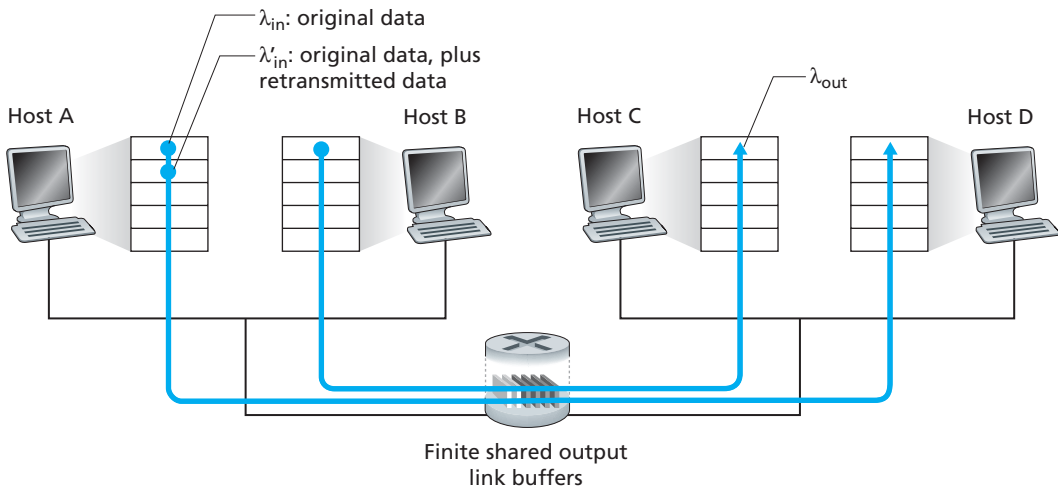 λin: original data
λ′in: original data, plus
retransmitted data
λout
Host A
Host B
Host C
Host D
Finite shared output
link buffers